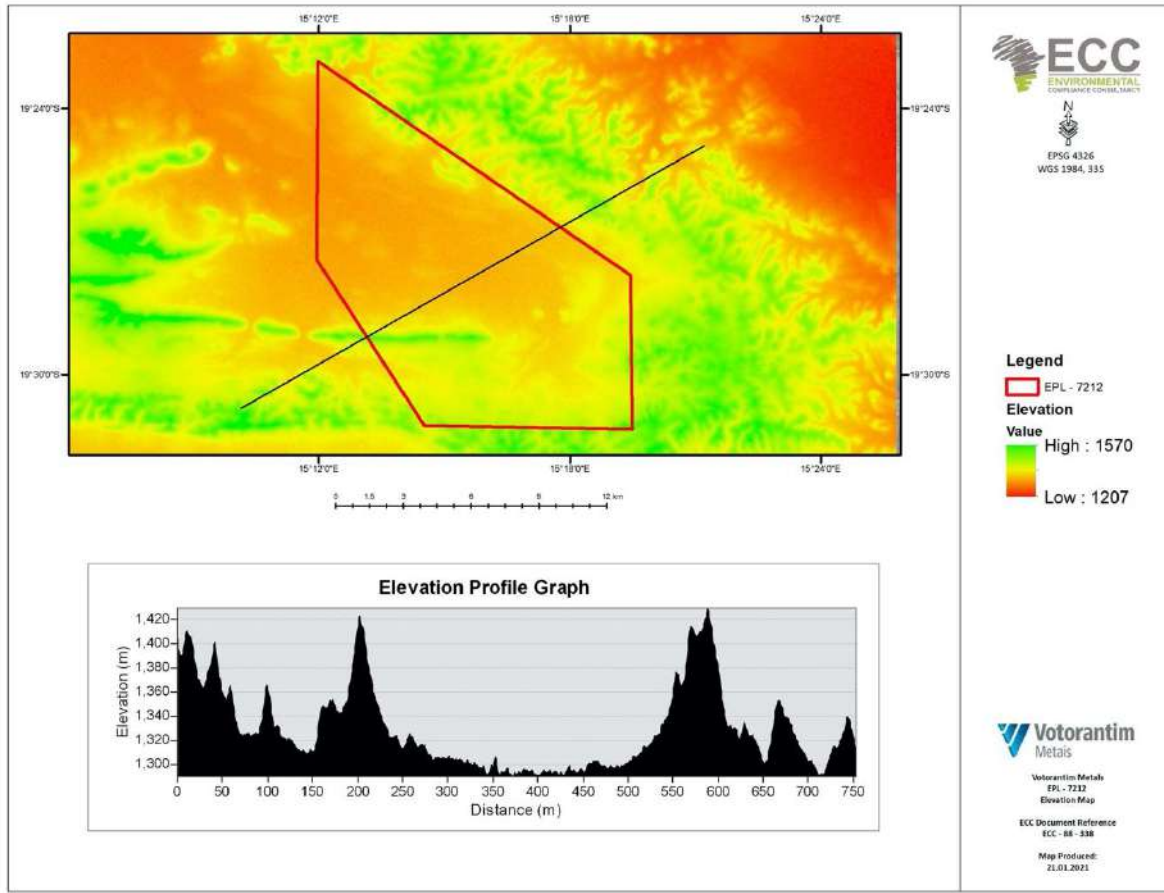 15°12'0"E
15°18'0"E
15°24'0"E
19°24'0"S
19°24'0"S
19°30'0"S
19°30'0"S
15°12'0"E
15°18'0"E
15°24'0"E
0 1.5 3 6 9 12 km
Elevation Profile Graph
Elevation (m)
1,420
1,400
1,380
1,360
1,340
1,320
1,300
0 50 100 150 200 250 300 350 400 450 500 550 600 650 700 750
Distance (m)
ECC
ENVIRONMENTAL
COMPLIANCE CONSULTANCY
N
EPSG 4326
WGS 1984, 33S
Legend
EPL - 7212
Elevation
Value
High : 1570
Low : 1207
Votorantim
Metais
Votorantim Metals
EPL - 7212
Elevation Map
ECC Document Reference
ECC - 88 - 338
Map Produced:
21.01.2021